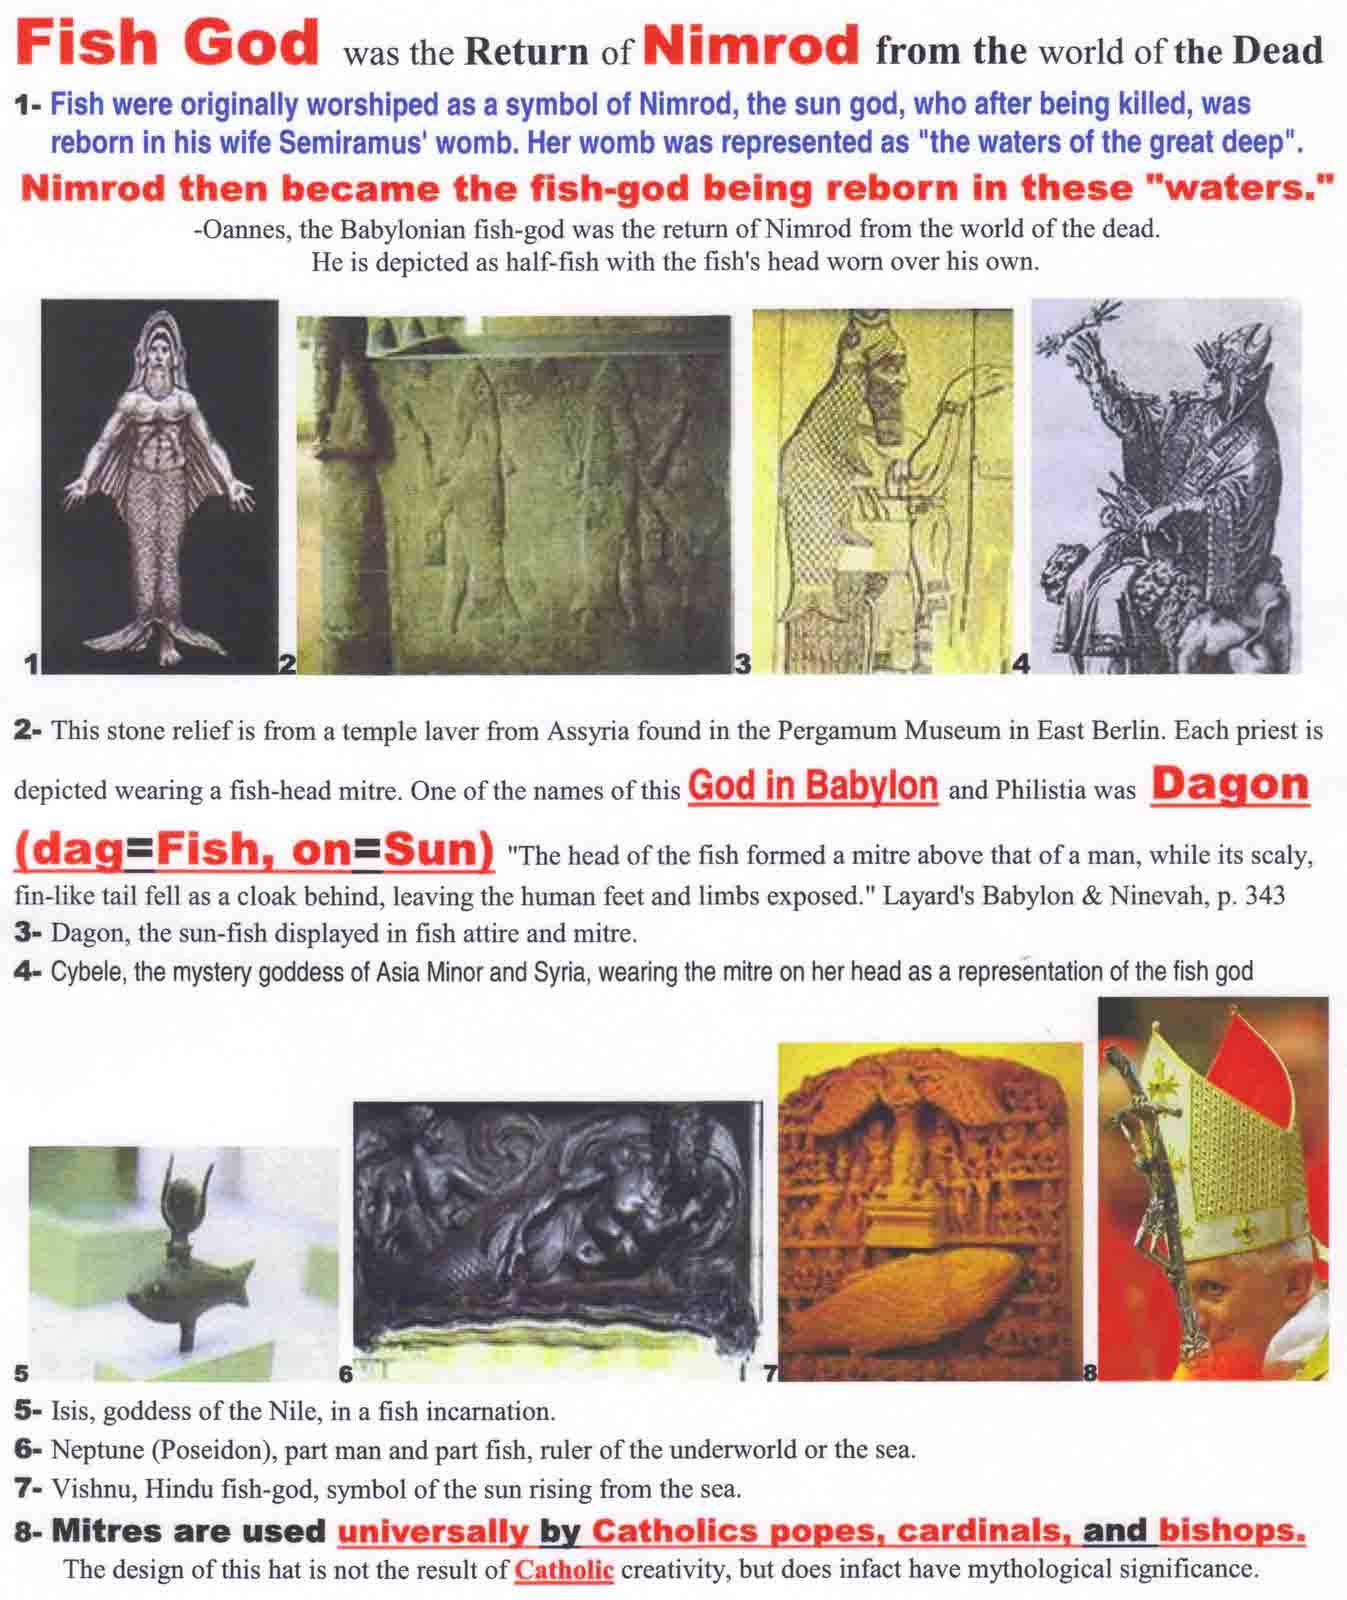 Fish God was the Return of Nimrod from the world of the Dead
1- Fish were originally worshiped as a symbol of Nimrod, the sun god, who after being killed, was
reborn in his wife Semiramus' womb. Her womb was represented as "the waters of the great deep".
Nimrod then became the fish-god being reborn in these "waters."
-Oannes, the Babylonian fish-god was the return of Nimrod from the world of the dead.
He is depicted as half-fish with the fish's head worn over his own.
1 2 3 4
2- This stone relief is from a temple laver from Assyria found in the Pergamum Museum in East Berlin. Each priest is
depicted wearing a fish-head mitre. One of the names of this God in Babylon and Philistia was Dagon
(dag=Fish, on=Sun) "The head of the fish formed a mitre above that of a man, while its scaly,
fin-like tail fell as a cloak behind, leaving the human feet and limbs exposed." Layard's Babylon & Ninevah, p. 343
3- Dagon, the sun-fish displayed in fish attire and mitre.
4- Cybele, the mystery goddess of Asia Minor and Syria, wearing the mitre on her head as a representation of the fish god
5 6 7 8
5- Isis, goddess of the Nile, in a fish incarnation.
6- Neptune (Poseidon), part man and part fish, ruler of the underworld or the sea.
7- Vishnu, Hindu fish-god, symbol of the sun rising from the sea.
8- Mitres are used universally by Catholics popes, cardinals, and bishops.
The design of this hat is not the result of Catholic creativity, but does infact have mythological significance.